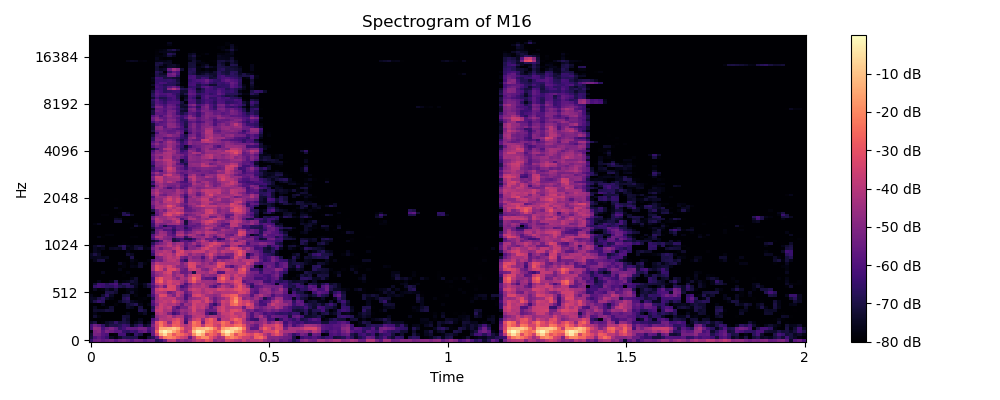 Spectrogram of M16
16384
8192
4096
2048
1024
512
0
Hz
0
0.5
1
1.5
2
Time
-10 dB
-20 dB
-30 dB
-40 dB
-50 dB
-60 dB
-70 dB
-80 dB